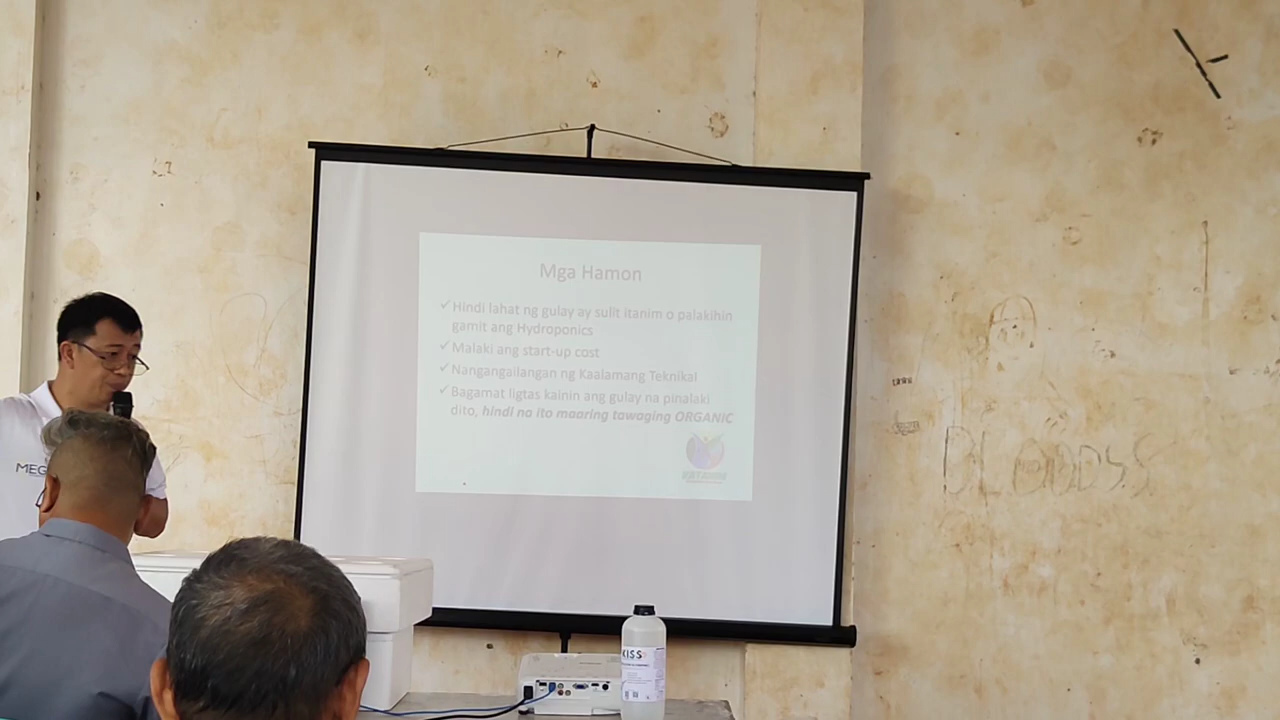 Mga Hamon
✓ Hindi lahat ng gulay ay sulit itanim o palakihin
gamit ang Hydroponics
✓ Malaki ang start-up cost
✓ Nangangailangan ng Kaalamang Teknikal
✓ Bagamat ligtas kainin ang gulay na pinalaki
dito, hindi na ito maaring tawaging ORGANIC
MEG
KISS
BLOODSS